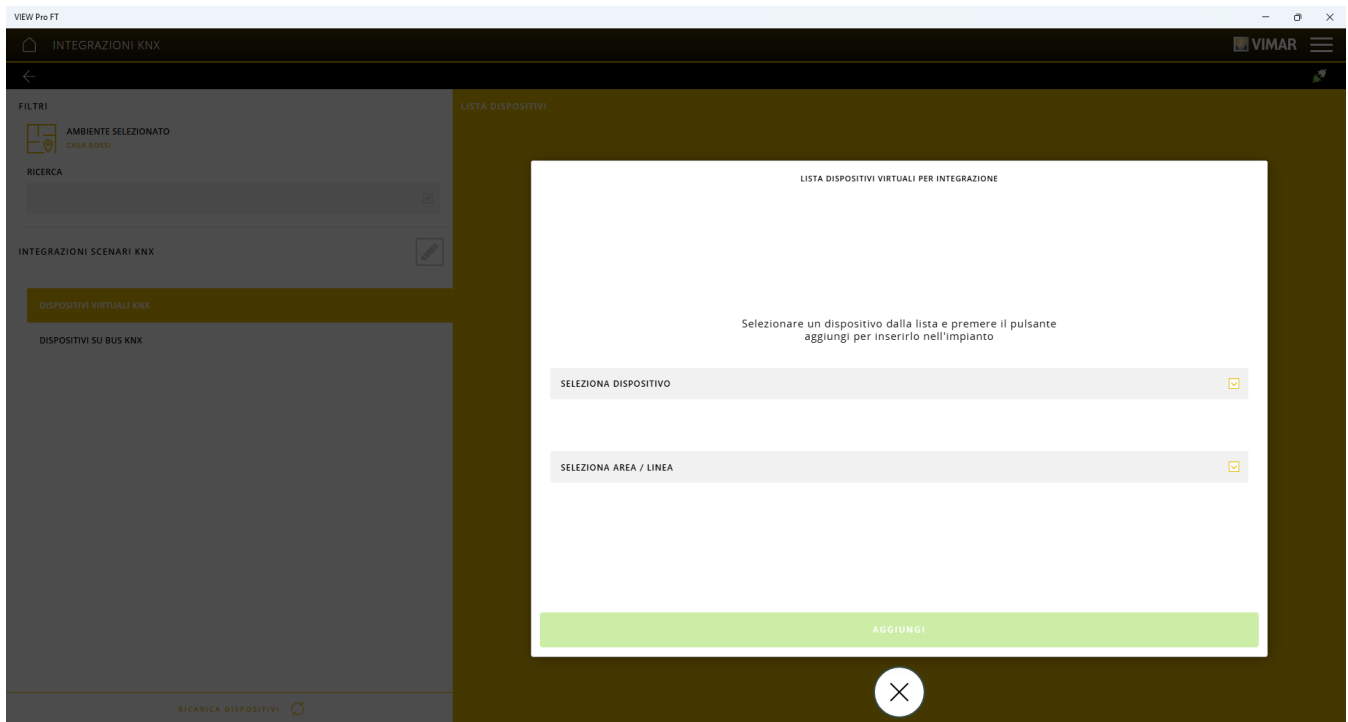 VIEW Pro FT
INTEGRAZIONI KNX
VIMAR
FILTRI
AMBIENTE SELEZIONATO
CASA ROSSI
RICERCA
INTEGRAZIONI SCENARI KNX
DISPOSITIVI VIRTUALI KNX
DISPOSITIVI SU BUS KNX
RICARICA DISPOSITIVI
LISTA DISPOSITIVI
LISTA DISPOSITIVI VIRTUALI PER INTEGRAZIONE
Selezionare un dispositivo dalla lista e premere il pulsante
aggiungi per inserirlo nell'impianto
SELEZIONA DISPOSITIVO
SELEZIONA AREA / LINEA
AGGIUNGI